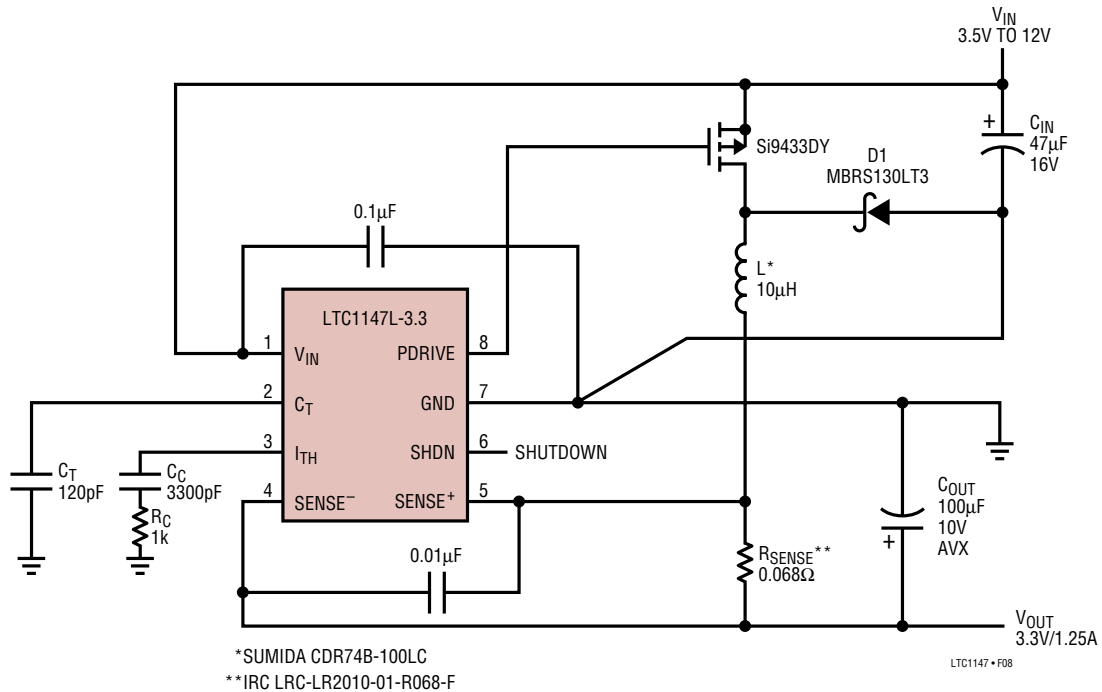 VIN
3.5V TO 12V
+
CIN
47µF
16V
Si9433DY
D1
MBRS130LT3
0.1µF
L*
10µH
LTC1147L-3.3
1
VIN
PDRIVE
8
2
CT
GND
7
3
ITH
SHDN
6
SHUTDOWN
4
SENSE–
SENSE+
5
CT
120pF
CC
3300pF
RC
1k
0.01µF
RSENSE**
0.068Ω
COUT
100µF
10V
AVX
+
VOUT
3.3V/1.25A
*SUMIDA CDR74B-100LC
**IRC LRC-LR2010-01-R068-F
LTC1147 • F08